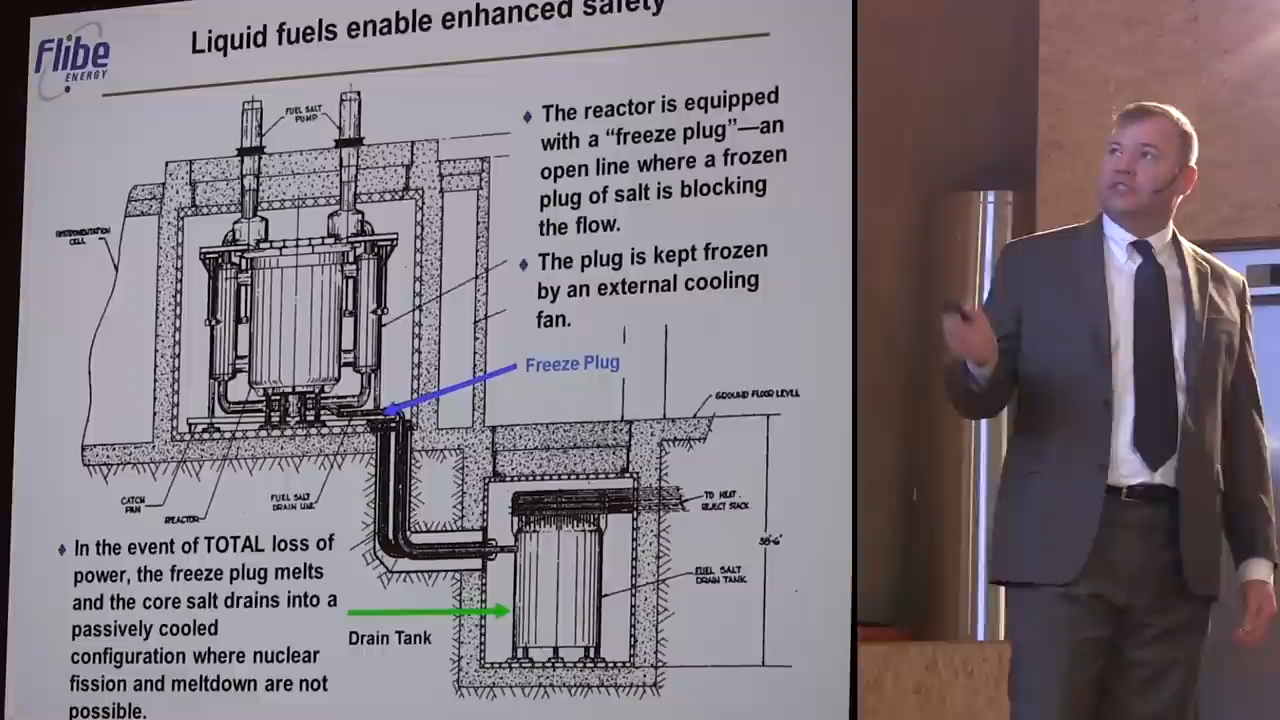 Flibe
ENERGY
Liquid fuels enable enhanced safety
FUEL SALT
PUMP
INSTRUMENTATION
CELL
The reactor is equipped
with a “freeze plug”—an
open line where a frozen
plug of salt is blocking
the flow.
The plug is kept frozen
by an external cooling
fan.
Freeze Plug
GROUND FLOOR LEVEL
CATCH
PAN
REACTOR
FUEL SALT
DRAIN LINE
TO HEAT
REJECT STACK
38'-6"
FUEL SALT
DRAIN TANK
In the event of TOTAL loss of
power, the freeze plug melts
and the core salt drains into a
passively cooled
configuration where nuclear
fission and meltdown are not
possible.
Drain Tank